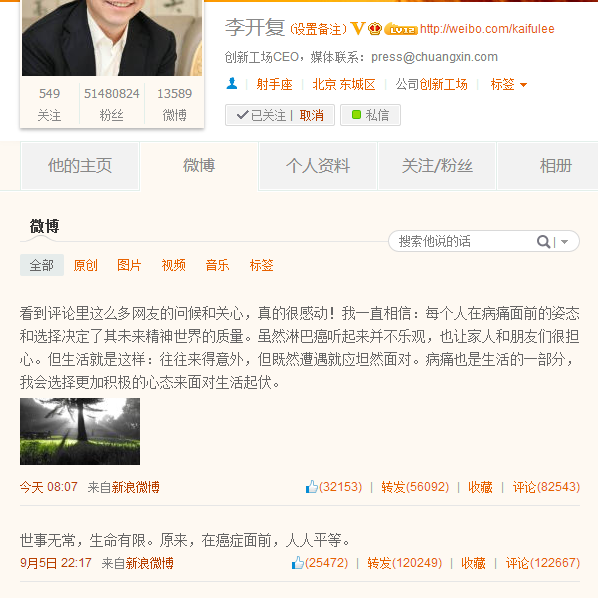 李开复 (设置备注) V LV12 http://weibo.com/kaifulee
创新工场CEO，媒体联系：press@chuangxin.com
射手座 | 北京 东城区 | 公司创新工场 | 标签
549 51480824 13589
关注 粉丝 微博
已关注 | 取消 私信
他的主页 微博 个人资料 关注/粉丝 相册
微博
搜索他说的话
全部 原创 图片 视频 音乐 标签
看到评论里这么多网友的问候和关心，真的很感动！我一直相信：每个人在病痛面前的姿态
和选择决定了其未来精神世界的质量。虽然淋巴癌听起来并不乐观，也让家人和朋友们很担
心。但生活就是这样：往往来得意外，但既然遭遇就应坦然面对。病痛也是生活的一部分，
我会选择更加积极的心态来面对生活起伏。
今天 08:07 来自新浪微博 (32153) | 转发(56092) | 收藏 | 评论(82543)
世事无常，生命有限。原来，在癌症面前，人人平等。
9月5日 22:17 来自新浪微博 (25472) | 转发(120249) | 收藏 | 评论(122667)